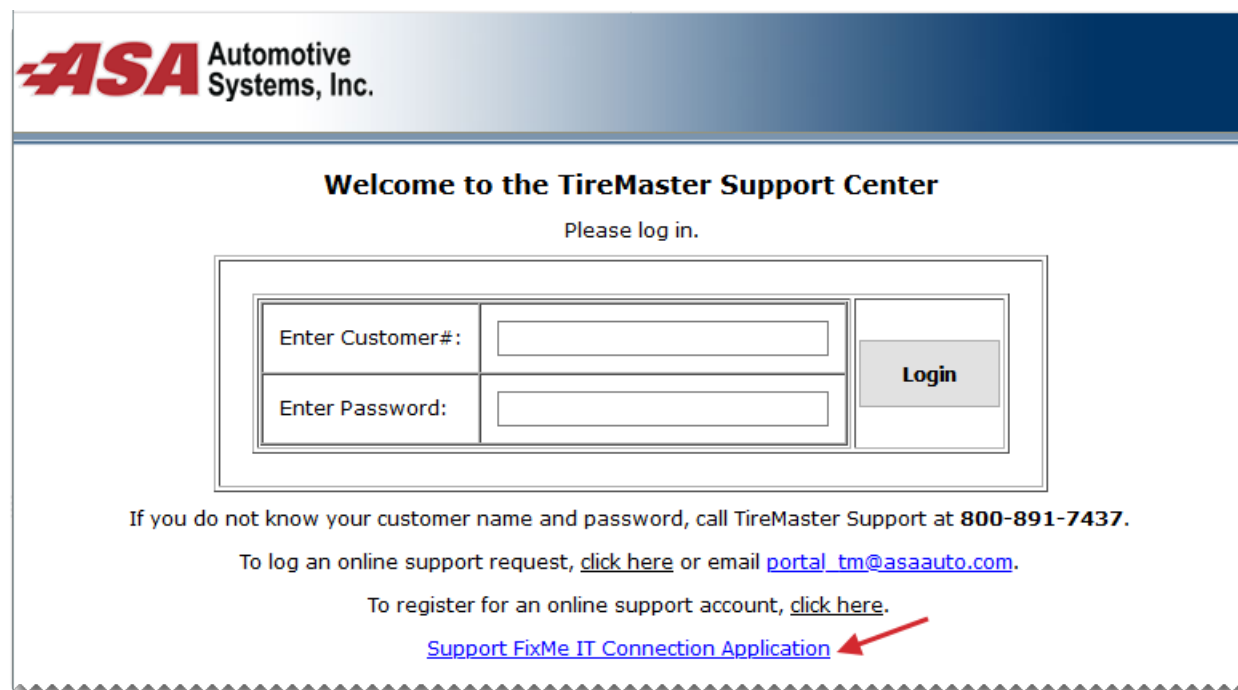 ASA Automotive
Systems, Inc.
Welcome to the TireMaster Support Center
Please log in.
Enter Customer#:
Enter Password:
Login
If you do not know your customer name and password, call TireMaster Support at 800-891-7437.
To log an online support request, click here or email portal_tm@asaauto.com.
To register for an online support account, click here.
Support FixMe IT Connection Application